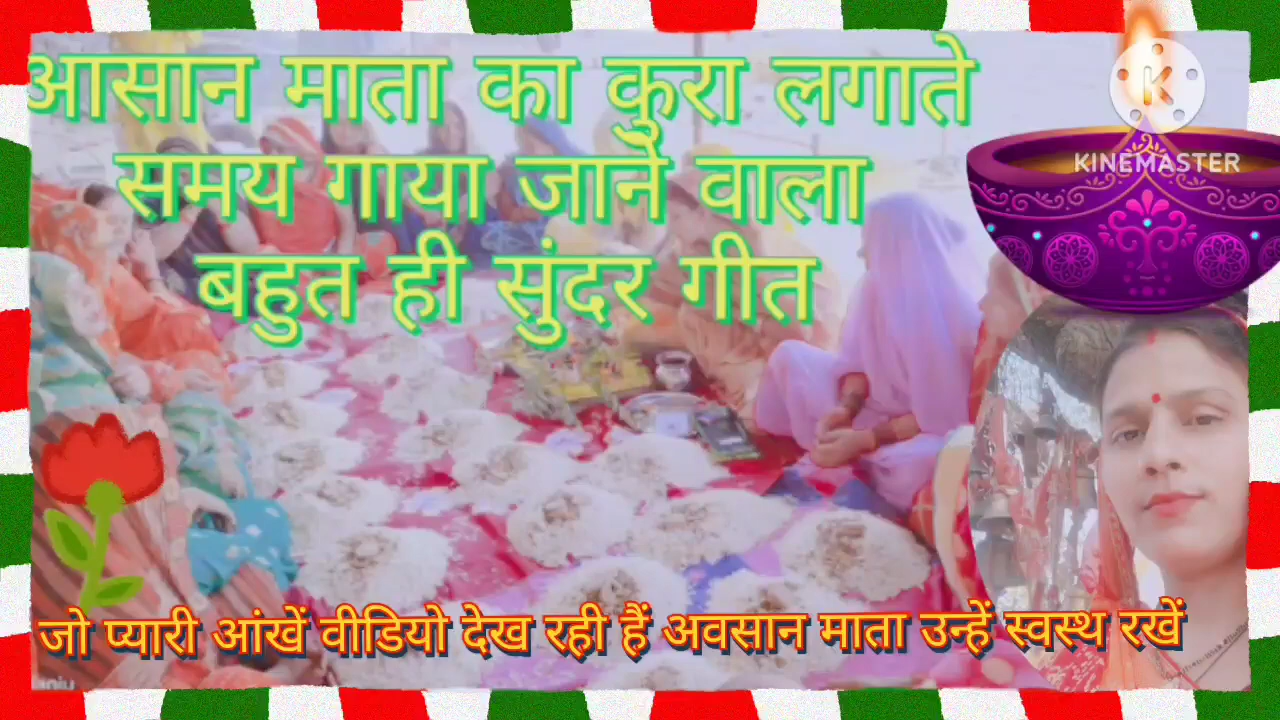 आसान माता का कुरा लगाते
समय गाया जाने वाला
बहुत ही सुंदर गीत
K
KINEMASTER
जो प्यारी आंखें वीडियो देख रही हैं अवसान माता उन्हें स्वस्थ रखें